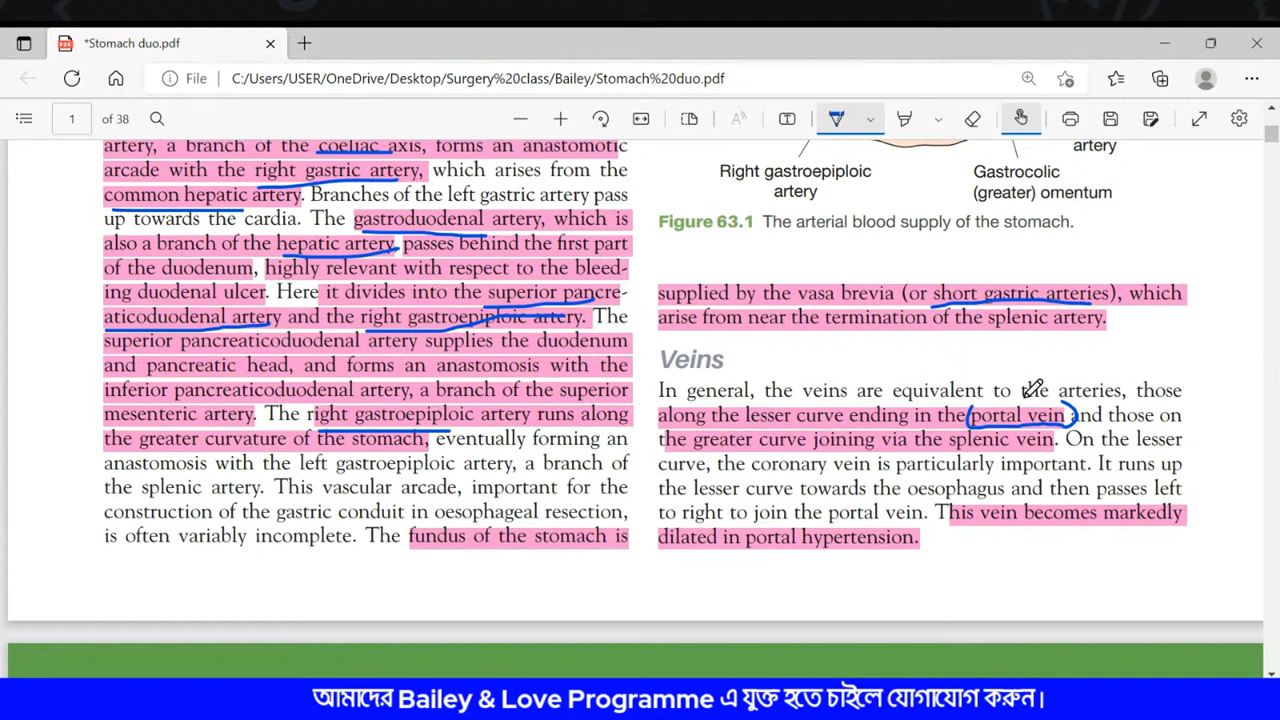 *Stomach duo.pdf
File C:/Users/USER/OneDrive/Desktop/Surgery%20class/Bailey/Stomach%20duo.pdf
1 of 38
artery, a branch of the coeliac axis, forms an anastomotic
arcade with the right gastric artery, which arises from the
common hepatic artery. Branches of the left gastric artery pass
up towards the cardia. The gastroduodenal artery, which is
also a branch of the hepatic artery, passes behind the first part
of the duodenum, highly relevant with respect to the bleed-
ing duodenal ulcer. Here it divides into the superior pancre-
aticoduodenal artery and the right gastroepiploic artery. The
superior pancreaticoduodenal artery supplies the duodenum
and pancreatic head, and forms an anastomosis with the
inferior pancreaticoduodenal artery, a branch of the superior
mesenteric artery. The right gastroepiploic artery runs along
the greater curvature of the stomach, eventually forming an
anastomosis with the left gastroepiploic artery, a branch of
the splenic artery. This vascular arcade, important for the
construction of the gastric conduit in oesophageal resection,
is often variably incomplete. The fundus of the stomach is
artery
Right gastroepiploic
artery
Gastrocolic
(greater) omentum
Figure 63.1 The arterial blood supply of the stomach.
supplied by the vasa brevia (or short gastric arteries), which
arise from near the termination of the splenic artery.
Veins
In general, the veins are equivalent to the arteries, those
along the lesser curve ending in the portal vein and those on
the greater curve joining via the splenic vein. On the lesser
curve, the coronary vein is particularly important. It runs up
the lesser curve towards the oesophagus and then passes left
to right to join the portal vein. This vein becomes markedly
dilated in portal hypertension.
আমাদের Bailey & Love Programme এ যুক্ত হতে চাইলে যোগাযোগ করুন।